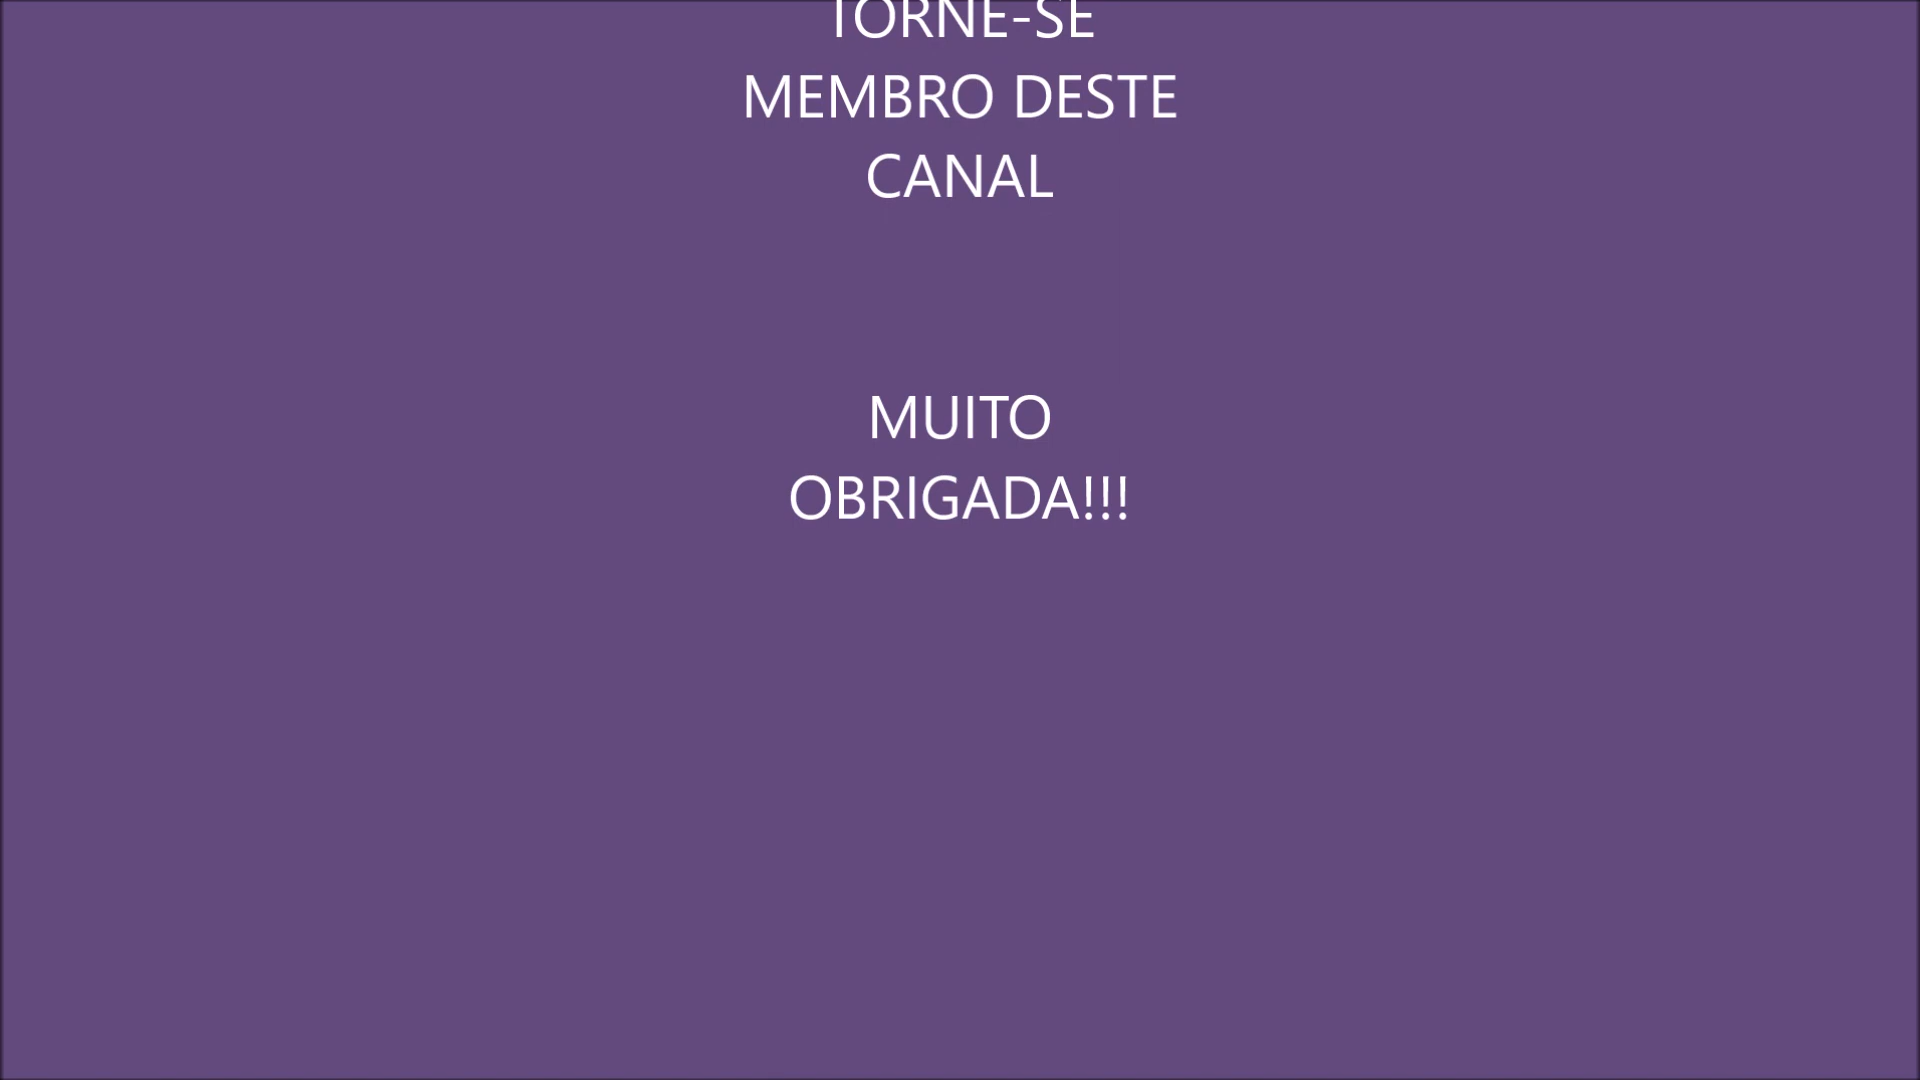 TORNE-SE
MEMBRO DESTE
CANAL
MUITO
OBRIGADA!!!